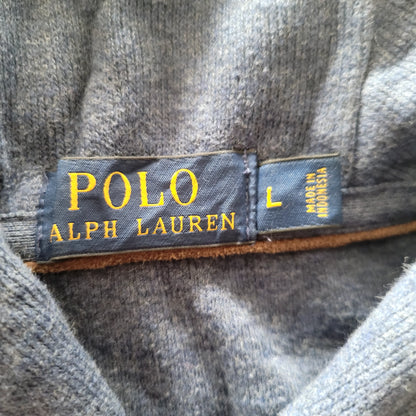 POLO
ALPH LAUREN
L
MADE IN
INDONESIA